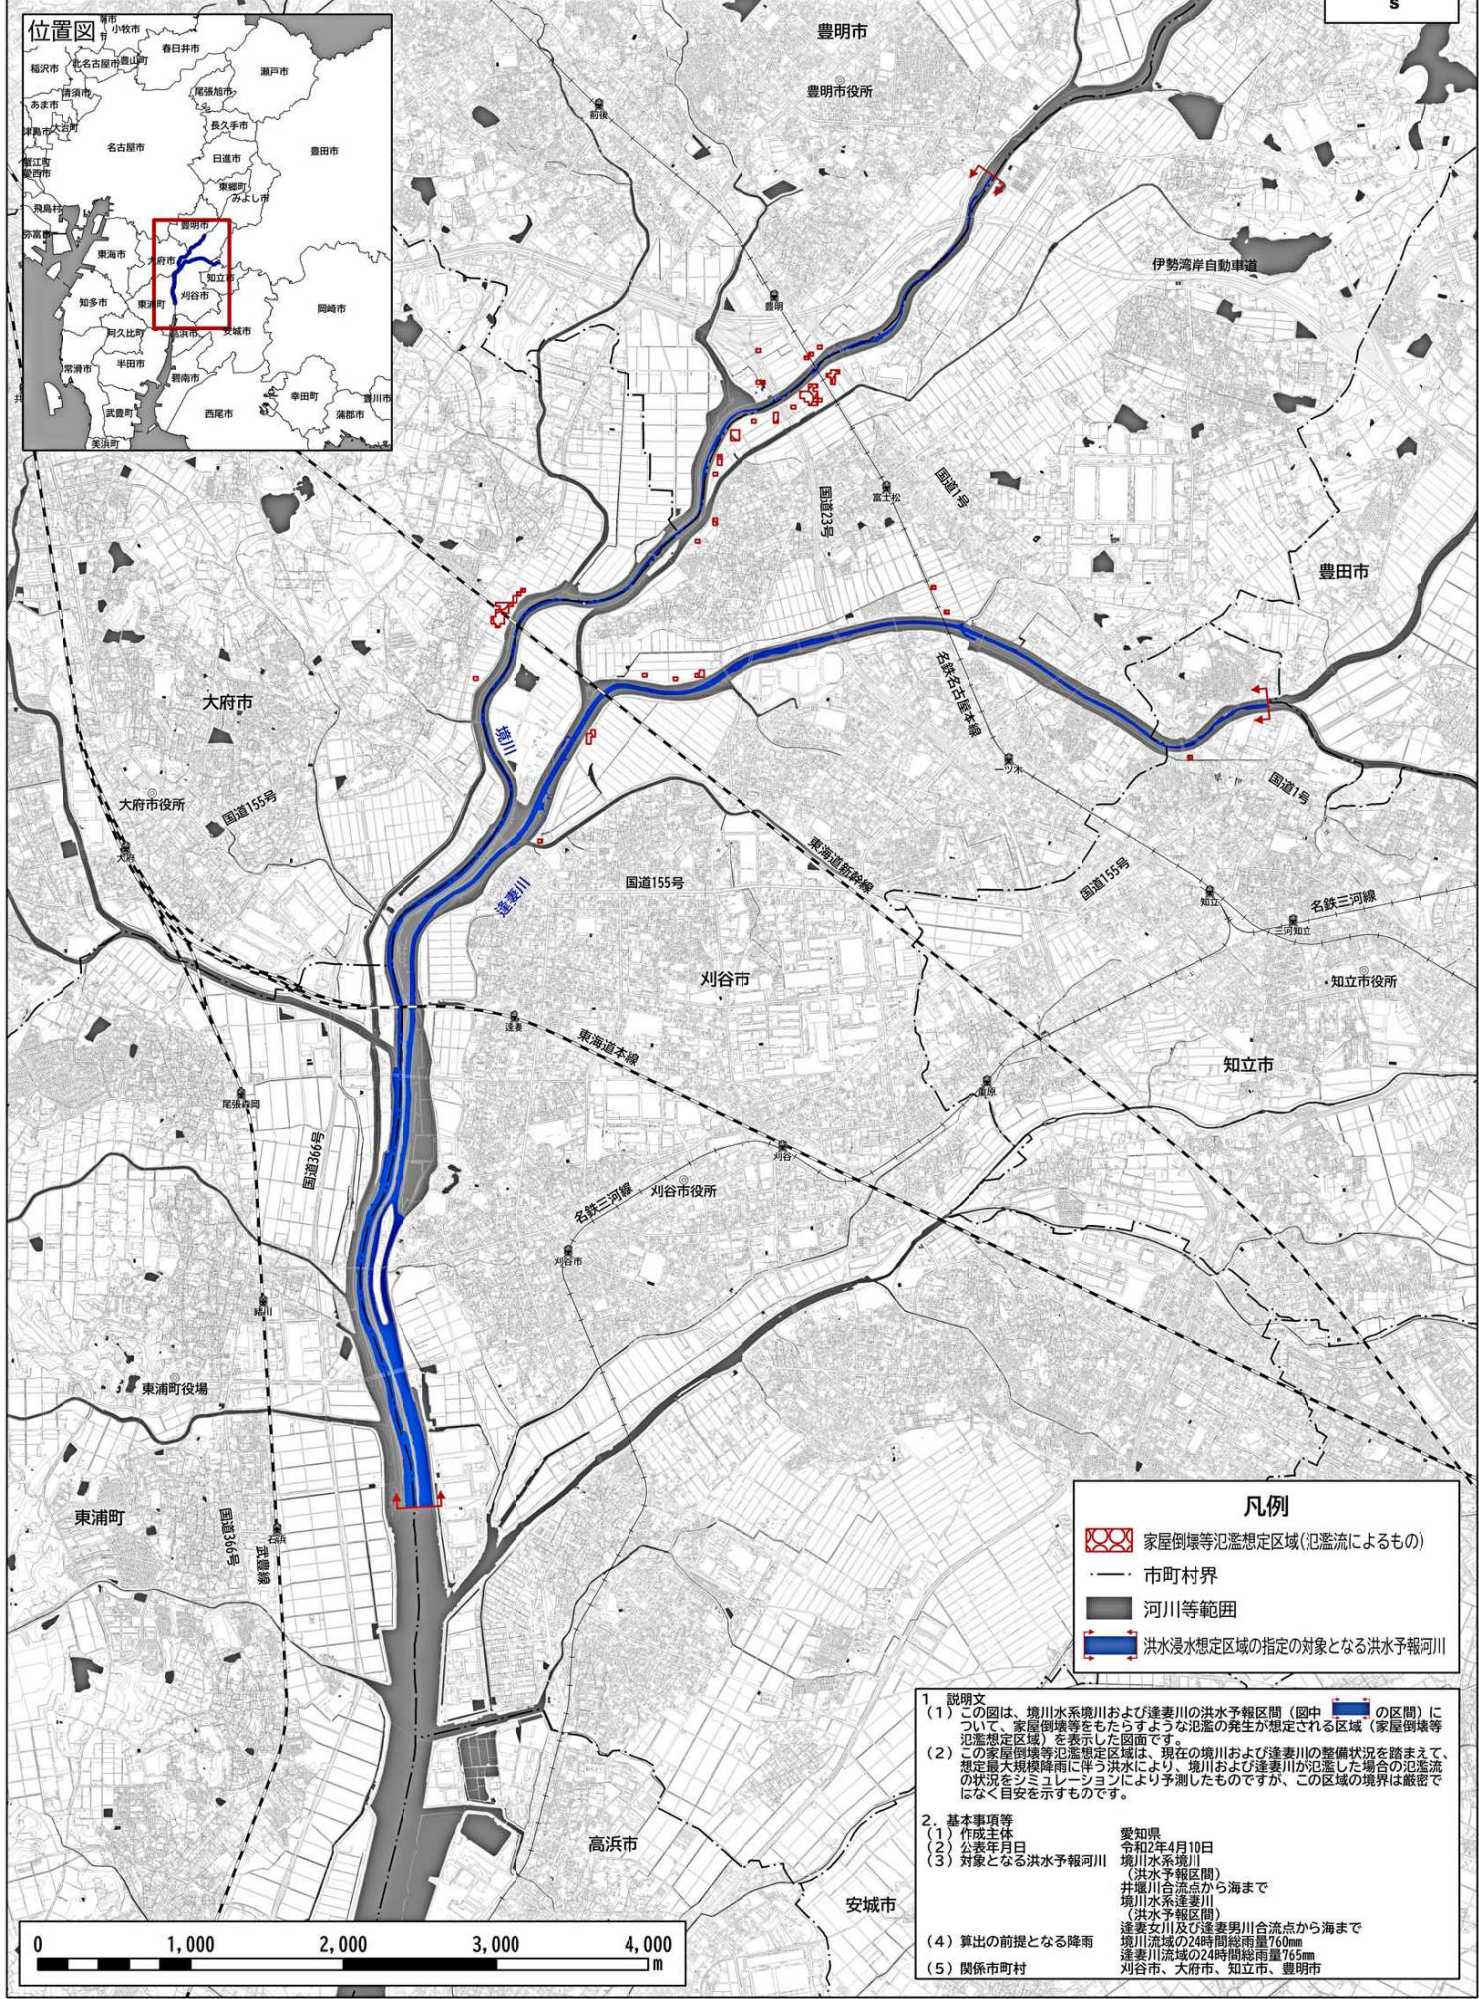 S
位置図
小牧市
春日井市
稲沢市
北名古屋市
豊山町
瀬戸市
清須市
尾張旭市
あま市
津島市
大治町
長久手市
名古屋市
豊田市
蟹江町
愛西市
日進市
東郷町
みよし市
飛島村
弥富市
豊明市
東海市
大府市
知立市
知多市
東浦町
刈谷市
岡崎市
阿久比町
高浜市
安城市
半田市
常滑市
碧南市
幸田町
豊川市
武豊町
西尾市
蒲郡市
美浜町
豊明市
豊明市役所
前後
伊勢湾岸自動車道
豊明
国道1号
富士松
国道23号
豊田市
大府市
名鉄名古屋本線
境川
一ツ木
国道1号
大府市役所
国道155号
大府
東海道新幹線
国道155号
国道155号
逢妻川
知立
名鉄三河線
三河知立
刈谷市
知立市役所
逢妻
東海道本線
知立市
尾張森岡
重原
国道366号
刈谷
刈谷市役所
名鉄三河線
刈谷市
緒川
東浦町役場
東浦町
国道366号
石浜
武豊線
高浜市
安城市
凡例
家屋倒壊等氾濫想定区域(氾濫流によるもの)
市町村界
河川等範囲
洪水浸水想定区域の指定の対象となる洪水予報河川
1 説明文
(1) この図は、境川水系境川および逢妻川の洪水予報区間（図中 の区間）に
ついて、家屋倒壊等をもたらすような氾濫の発生が想定される区域（家屋倒壊等
氾濫想定区域）を表示した図面です。
(2) この家屋倒壊等氾濫想定区域は、現在の境川および逢妻川の整備状況を踏まえて、
想定最大規模降雨に伴う洪水により、境川および逢妻川が氾濫した場合の氾濫流
の状況をシミュレーションにより予測したものですが、この区域の境界は厳密で
はなく目安を示すものです。
2．基本事項等
(1) 作成主体 愛知県
(2) 公表年月日 令和2年4月10日
(3) 対象となる洪水予報河川 境川水系境川
（洪水予報区間）
井堰川合流点から海まで
境川水系逢妻川
（洪水予報区間）
逢妻女川及び逢妻男川合流点から海まで
(4) 算出の前提となる降雨 境川流域の24時間総雨量760mm
逢妻川流域の24時間総雨量765mm
(5) 関係市町村 刈谷市、大府市、知立市、豊明市
0 1,000 2,000 3,000 4,000
m